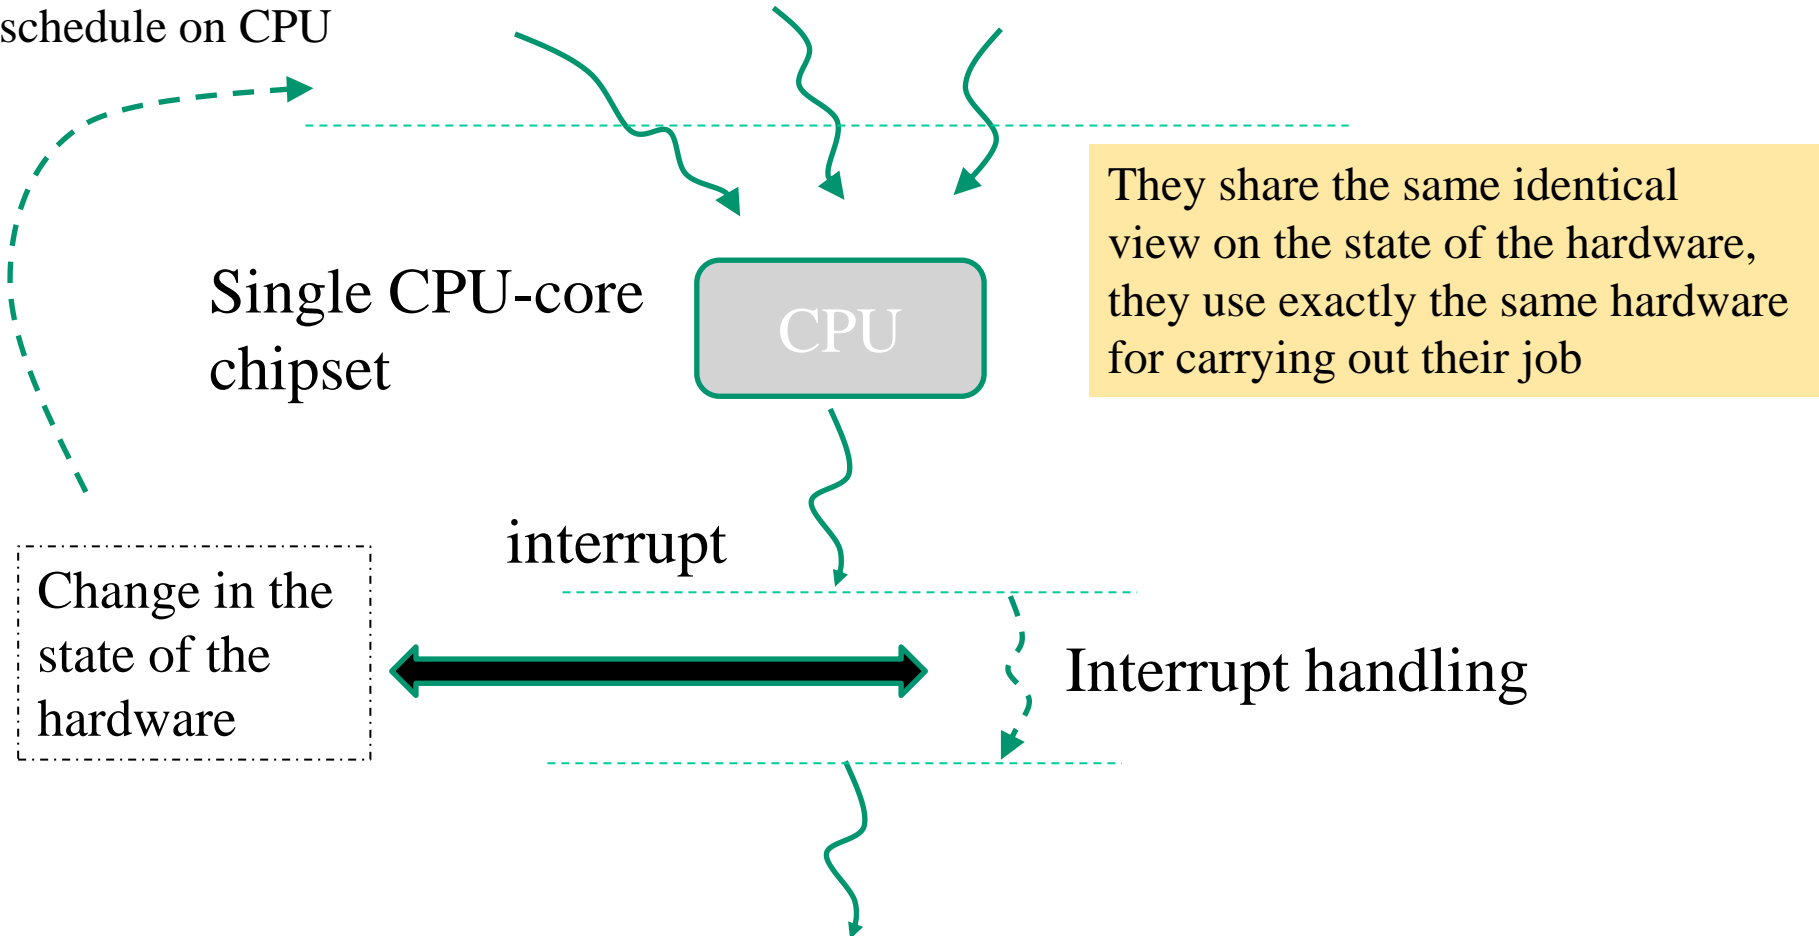 schedule on CPU
They share the same identical
view on the state of the hardware,
they use exactly the same hardware
for carrying out their job
Single CPU-core
chipset
CPU
interrupt
Change in the
state of the
hardware
Interrupt handling